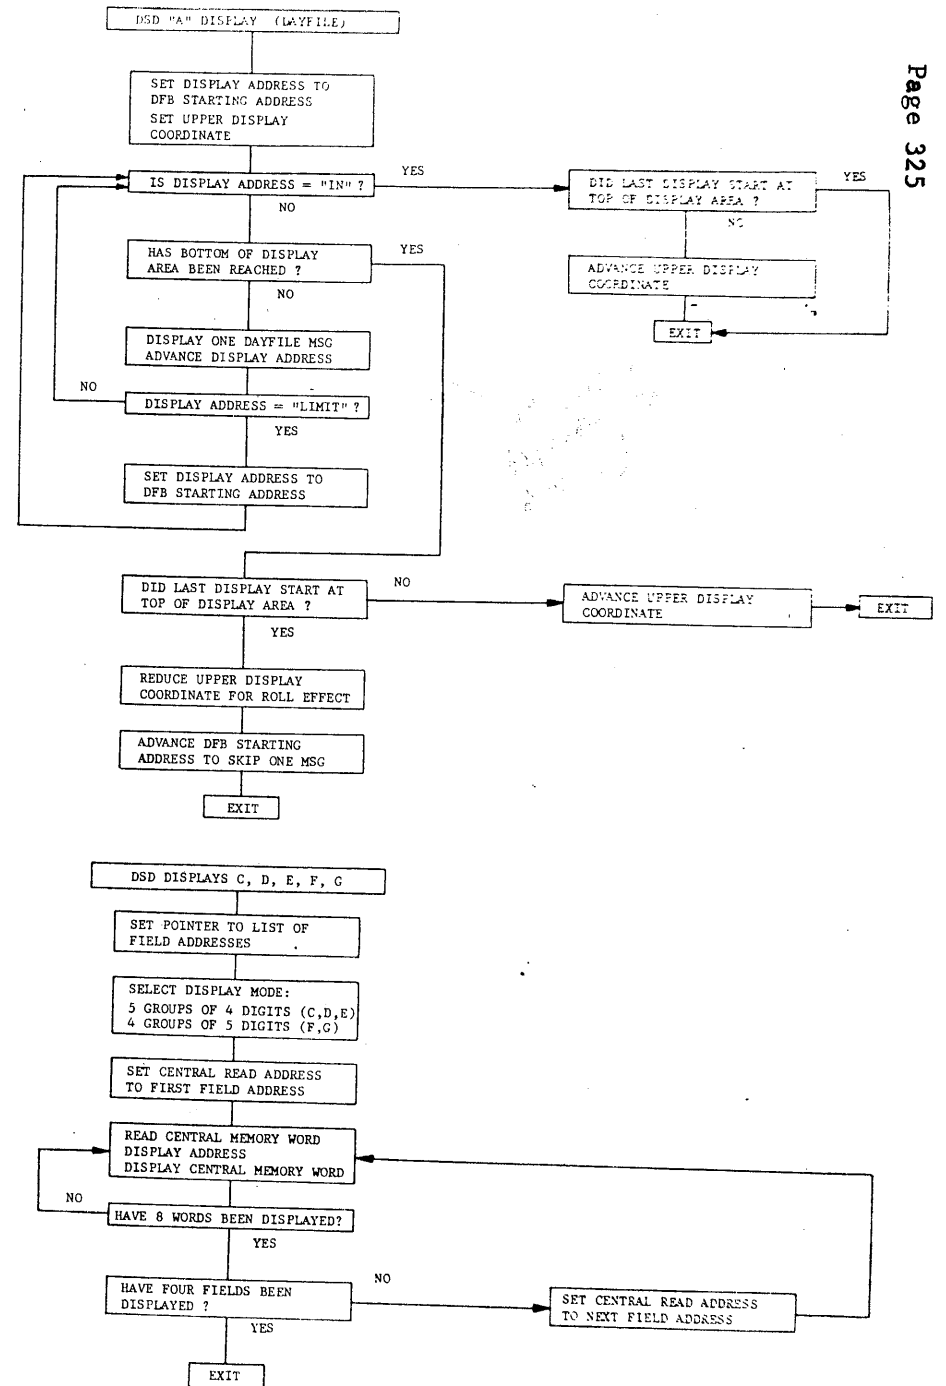 Page 325
DSD "A" DISPLAY (DAYFILE)
SET DISPLAY ADDRESS TO
DFB STARTING ADDRESS
SET UPPER DISPLAY
COORDINATE
IS DISPLAY ADDRESS = "IN" ?
YES
NO
DID LAST DISPLAY START AT
TOP OF DISPLAY AREA ?
YES
NO
HAS BOTTOM OF DISPLAY
AREA BEEN REACHED ?
YES
NO
ADVANCE UPPER DISPLAY
COORDINATE
EXIT
DISPLAY ONE DAYFILE MSG
ADVANCE DISPLAY ADDRESS
NO
DISPLAY ADDRESS = "LIMIT" ?
YES
SET DISPLAY ADDRESS TO
DFB STARTING ADDRESS
DID LAST DISPLAY START AT
TOP OF DISPLAY AREA ?
NO
YES
ADVANCE UPPER DISPLAY
COORDINATE
EXIT
REDUCE UPPER DISPLAY
COORDINATE FOR ROLL EFFECT
ADVANCE DFB STARTING
ADDRESS TO SKIP ONE MSG
EXIT
DSD DISPLAYS C, D, E, F, G
SET POINTER TO LIST OF
FIELD ADDRESSES
SELECT DISPLAY MODE:
5 GROUPS OF 4 DIGITS (C,D,E)
4 GROUPS OF 5 DIGITS (F,G)
SET CENTRAL READ ADDRESS
TO FIRST FIELD ADDRESS
READ CENTRAL MEMORY WORD
DISPLAY ADDRESS
DISPLAY CENTRAL MEMORY WORD
NO
HAVE 8 WORDS BEEN DISPLAYED?
YES
HAVE FOUR FIELDS BEEN
DISPLAYED ?
NO
YES
SET CENTRAL READ ADDRESS
TO NEXT FIELD ADDRESS
EXIT